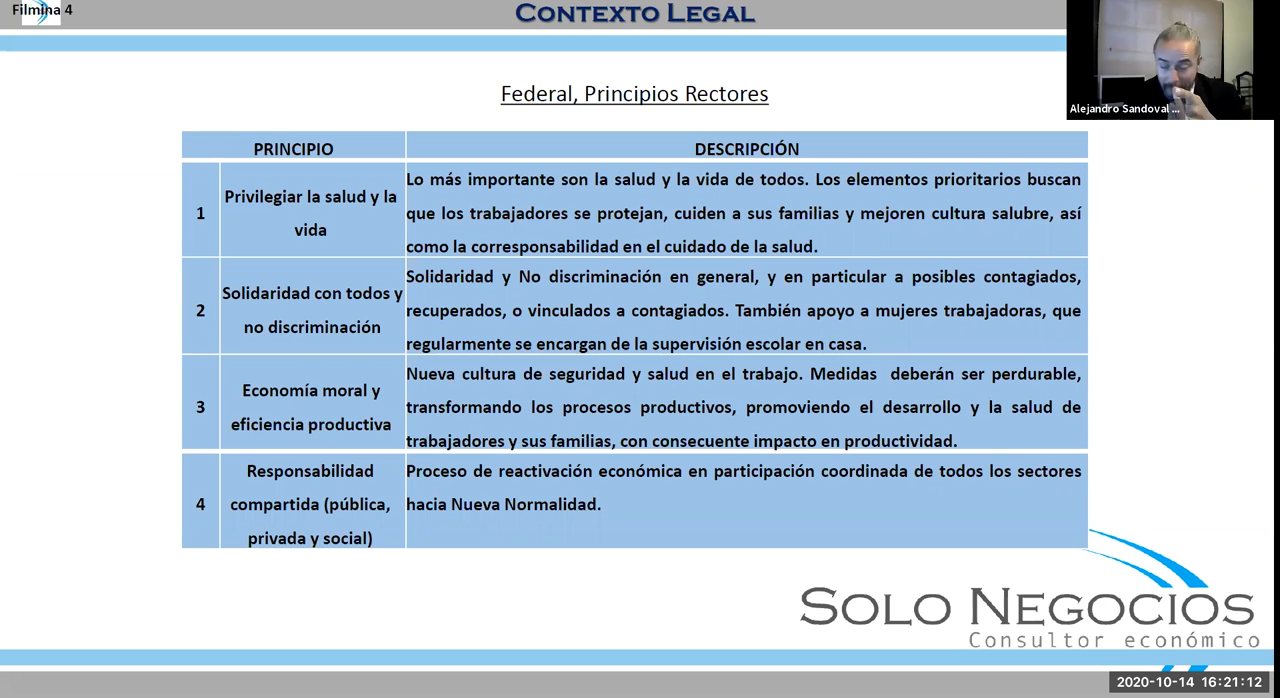 Filmina 4
CONTEXTO LEGAL
Alejandro Sandoval ...
Federal, Principios Rectores
PRINCIPIO
DESCRIPCIÓN
1
Privilegiar la salud y la
vida
Lo más importante son la salud y la vida de todos. Los elementos prioritarios buscan
que los trabajadores se protejan, cuiden a sus familias y mejoren cultura salubre, así
como la corresponsabilidad en el cuidado de la salud.
2
Solidaridad con todos y
no discriminación
Solidaridad y No discriminación en general, y en particular a posibles contagiados,
recuperados, o vinculados a contagiados. También apoyo a mujeres trabajadoras, que
regularmente se encargan de la supervisión escolar en casa.
3
Economía moral y
eficiencia productiva
Nueva cultura de seguridad y salud en el trabajo. Medidas deberán ser perdurable,
transformando los procesos productivos, promoviendo el desarrollo y la salud de
trabajadores y sus familias, con consecuente impacto en productividad.
4
Responsabilidad
compartida (pública,
privada y social)
Proceso de reactivación económica en participación coordinada de todos los sectores
hacia Nueva Normalidad.
SOLO NEGOCIOS
Consultor económico
2020-10-14 16:21:12